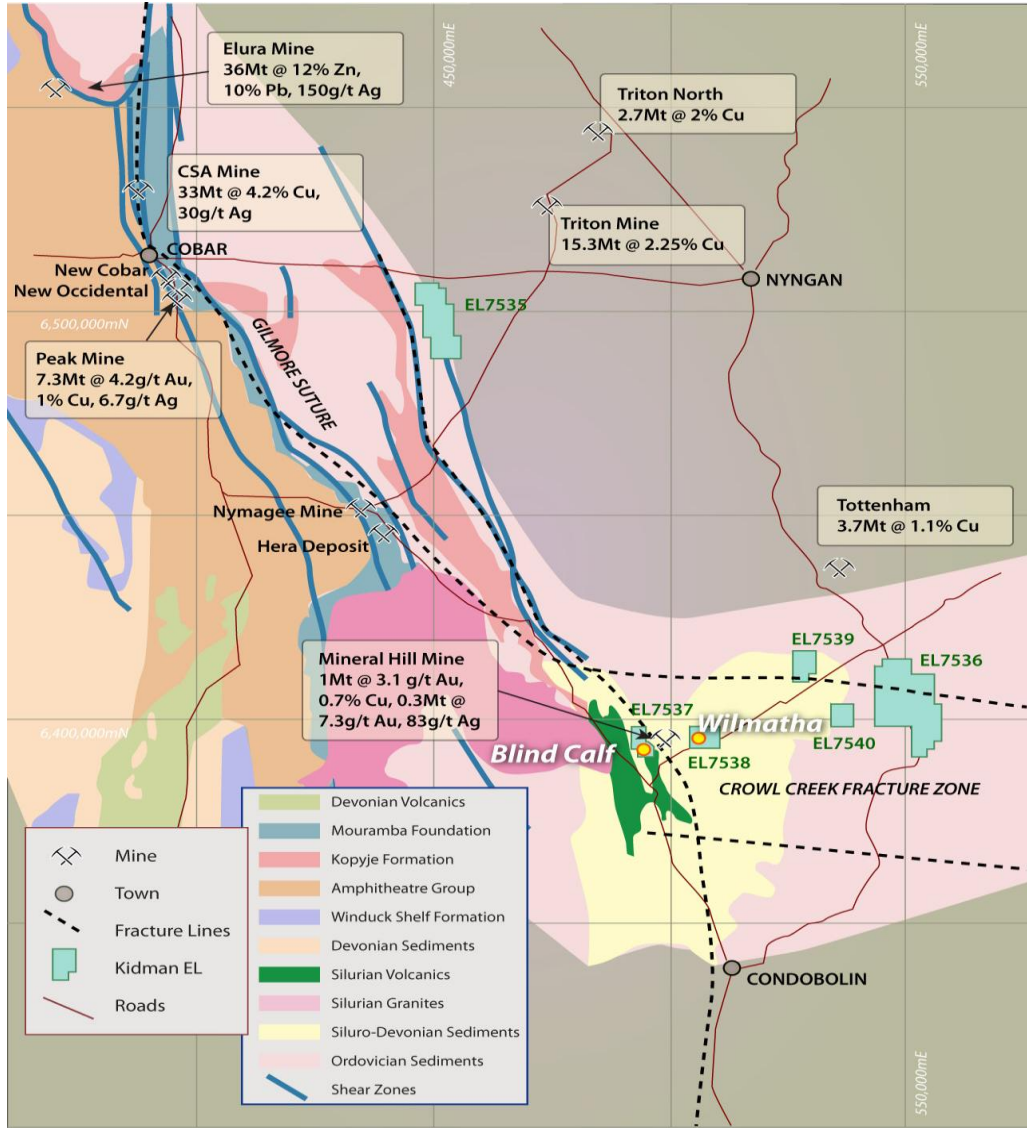 Elura Mine
36Mt @ 12% Zn,
10% Pb, 150g/t Ag
450,000mE
550,000mE
Triton North
2.7Mt @ 2% Cu
CSA Mine
33Mt @ 4.2% Cu,
30g/t Ag
Triton Mine
15.3Mt @ 2.25% Cu
COBAR
New Cobar
New Occidental
NYNGAN
EL7535
6,500,000mN
GILMORE SUTURE
Peak Mine
7.3Mt @ 4.2g/t Au,
1% Cu, 6.7g/t Ag
Tottenham
3.7Mt @ 1.1% Cu
Nymagee Mine
Hera Deposit
Mineral Hill Mine
1Mt @ 3.1 g/t Au,
0.7% Cu, 0.3Mt @
7.3g/t Au, 83g/t Ag
EL7539
EL7536
EL7537
Wilmatha
6,400,000mN
Blind Calf
EL7540
EL7538
CROWL CREEK FRACTURE ZONE
Mine
Town
Fracture Lines
Kidman EL
Roads
Devonian Volcanics
Mouramba Foundation
Kopyje Formation
Amphitheatre Group
Winduck Shelf Formation
Devonian Sediments
Silurian Volcanics
Silurian Granites
Siluro-Devonian Sediments
Ordovician Sediments
Shear Zones
CONDOBOLIN
550,000mE